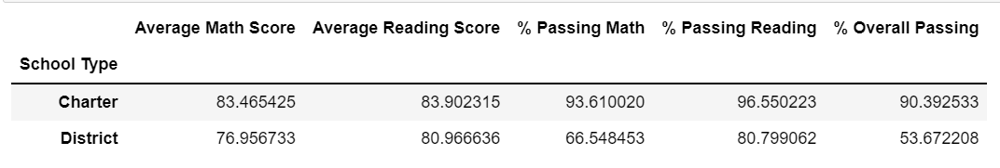 Average Math Score Average Reading Score % Passing Math % Passing Reading % Overall Passing
School Type
Charter 83.465425 83.902315 93.610020 96.550223 90.392533
District 76.956733 80.966636 66.548453 80.799062 53.672208